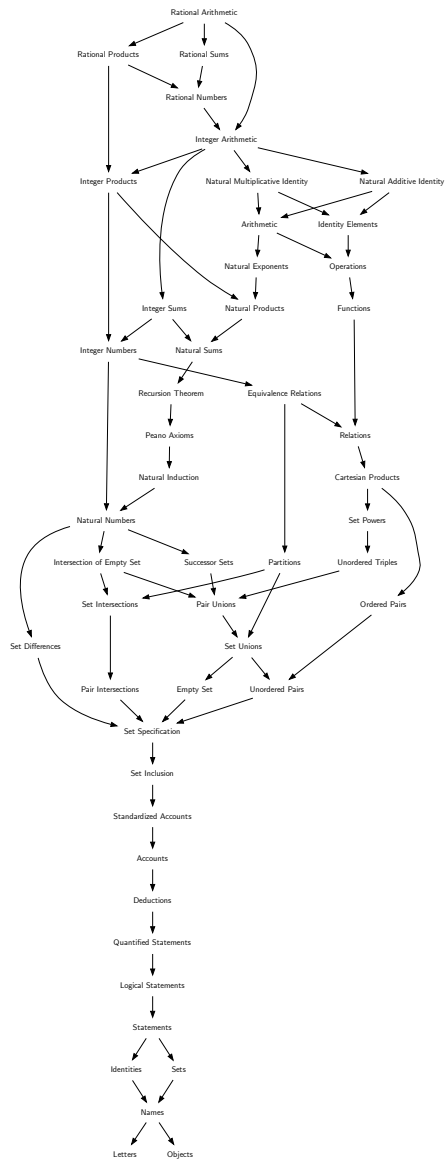 Rational Arithmetic
Rational Products
Rational Sums
Rational Numbers
Integer Arithmetic
Integer Products
Natural Multiplicative Identity
Natural Additive Identity
Arithmetic
Identity Elements
Natural Exponents
Operations
Integer Sums
Natural Products
Functions
Integer Numbers
Natural Sums
Recursion Theorem
Equivalence Relations
Peano Axioms
Relations
Natural Induction
Cartesian Products
Natural Numbers
Set Powers
Intersection of Empty Set
Successor Sets
Partitions
Unordered Triples
Set Intersections
Pair Unions
Ordered Pairs
Set Differences
Set Unions
Pair Intersections
Empty Set
Unordered Pairs
Set Specification
Set Inclusion
Standardized Accounts
Accounts
Deductions
Quantified Statements
Logical Statements
Statements
Identities
Sets
Names
Letters
Objects